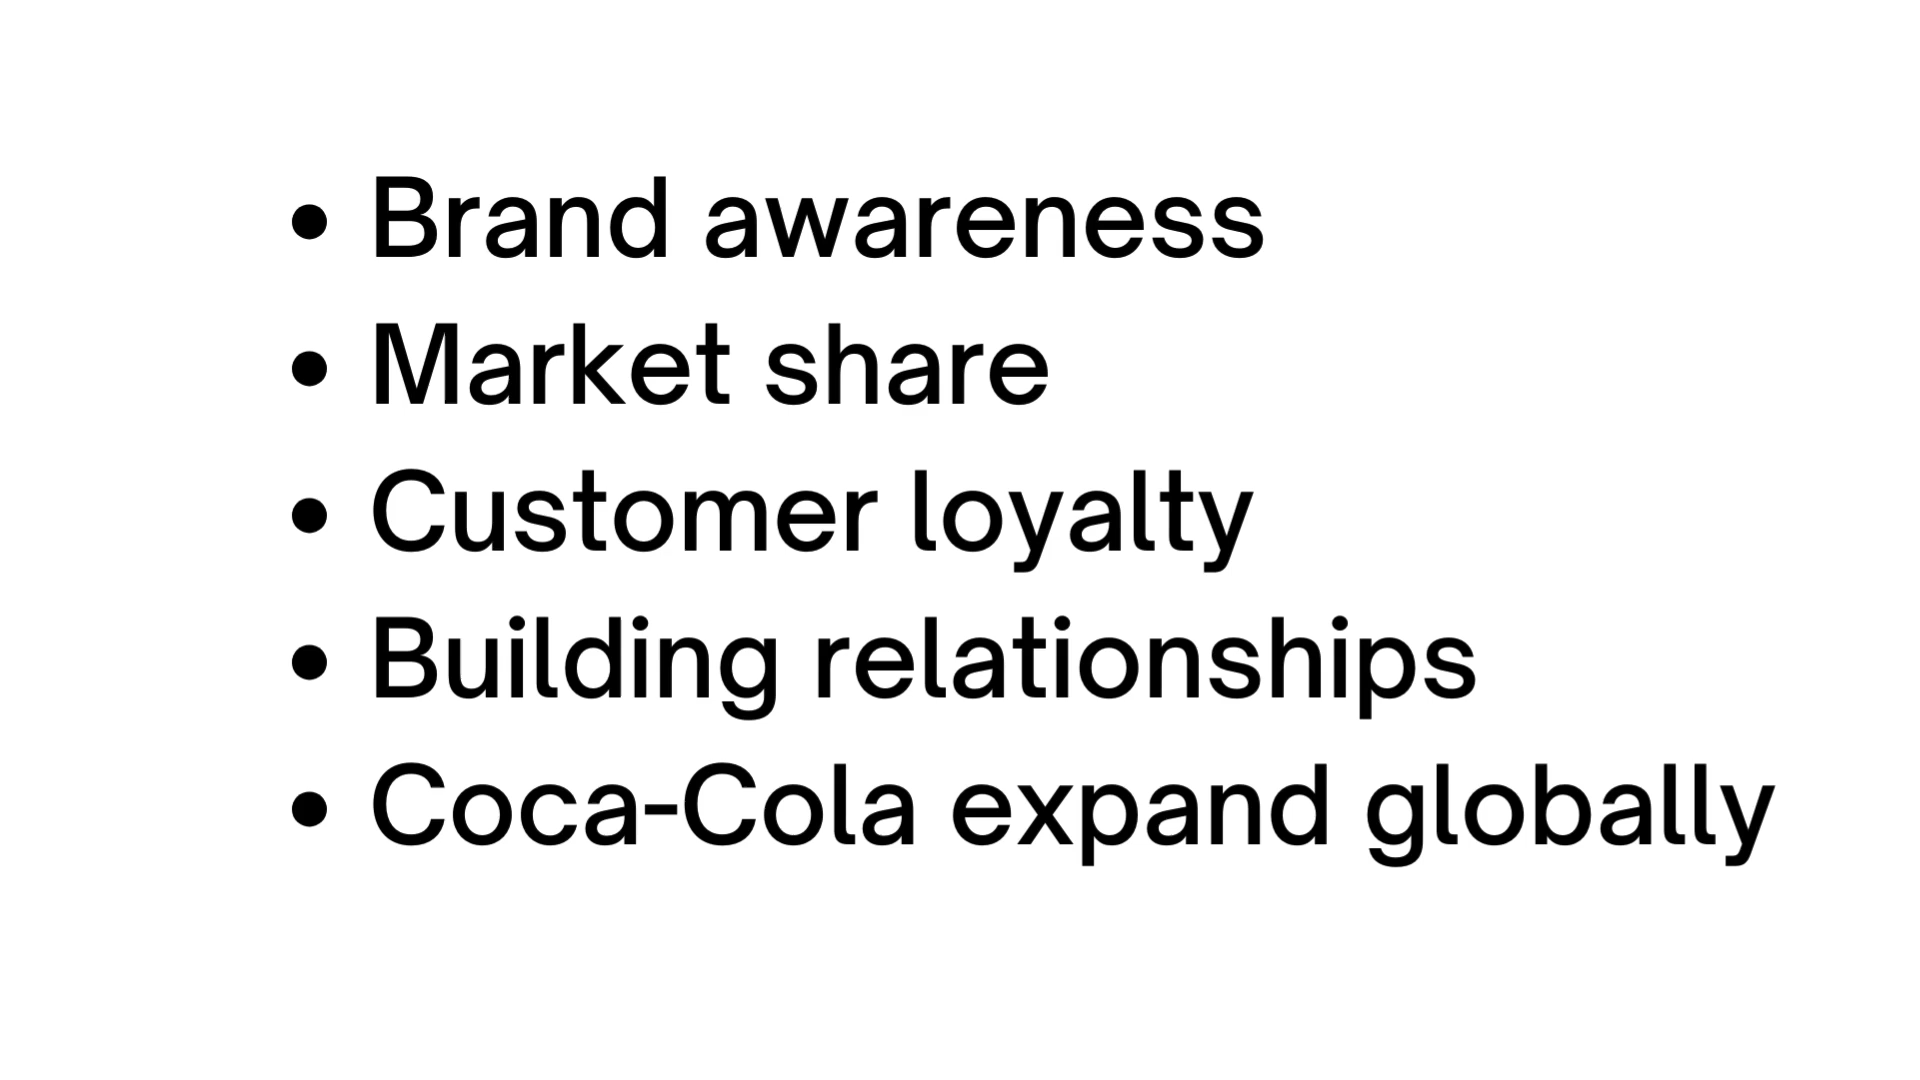 • Brand awareness
• Market share
• Customer loyalty
• Building relationships
• Coca-Cola expand globally